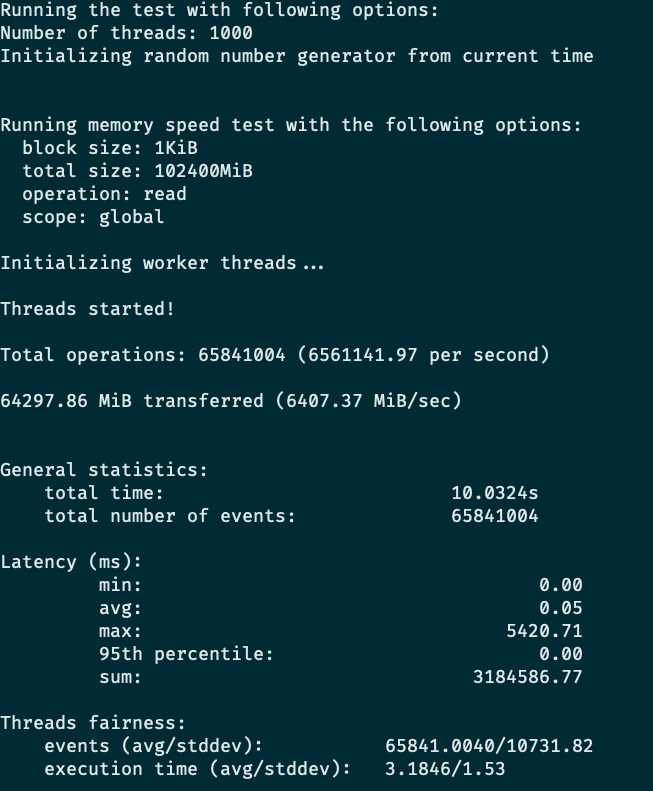 Running the test with following options:
Number of threads: 1000
Initializing random number generator from current time
Running memory speed test with the following options:
block size: 1KiB
total size: 102400MiB
operation: read
scope: global
Initializing worker threads...
Threads started!
Total operations: 65841004 (6561141.97 per second)
64297.86 MiB transferred (6407.37 MiB/sec)
General statistics:
total time: 10.0324s
total number of events: 65841004
Latency (ms):
min: 0.00
avg: 0.05
max: 5420.71
95th percentile: 0.00
sum: 3184586.77
Threads fairness:
events (avg/stddev): 65841.0040/10731.82
execution time (avg/stddev): 3.1846/1.53